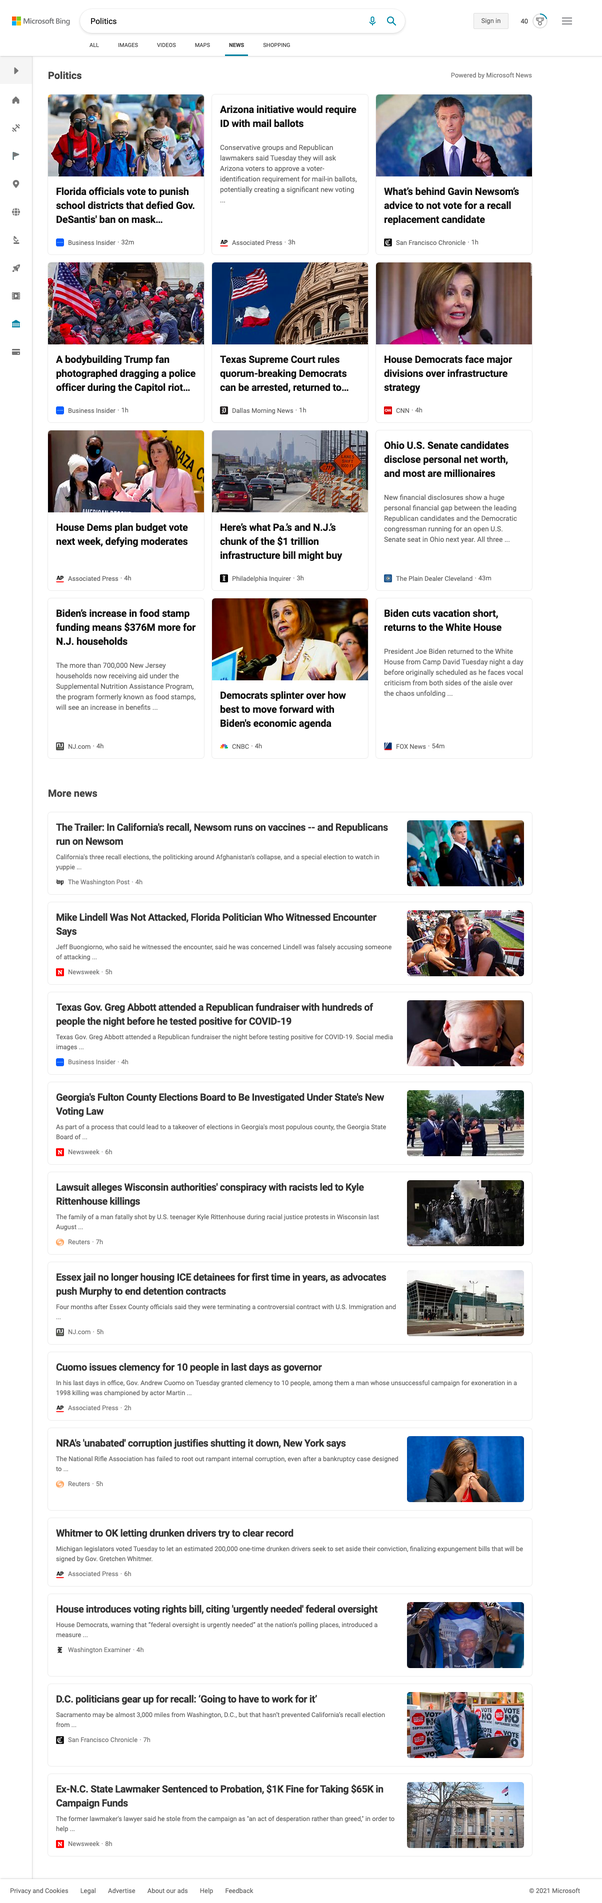 Microsoft Bing
Politics
Sign in
40
ALL
IMAGES
VIDEOS
MAPS
NEWS
SHOPPING
Politics
Powered by Microsoft News
Florida officials vote to punish
school districts that defied Gov.
DeSantis' ban on mask…
Business Insider · 32m
Arizona initiative would require
ID with mail ballots
Conservative groups and Republican
lawmakers said Tuesday they will ask
Arizona voters to approve a voter-
identification requirement for mail-in ballots,
potentially creating a significant new voting
...
AP
Associated Press · 3h
What's behind Gavin Newsom's
advice to not vote for a recall
replacement candidate
San Francisco Chronicle · 1h
A bodybuilding Trump fan
photographed dragging a police
officer during the Capitol riot…
Business Insider · 1h
Texas Supreme Court rules
quorum-breaking Democrats
can be arrested, returned to…
Dallas Morning News · 1h
House Democrats face major
divisions over infrastructure
strategy
CNN · 4h
House Dems plan budget vote
next week, defying moderates
AP
Associated Press · 4h
Here's what Pa.'s and N.J.'s
chunk of the $1 trillion
infrastructure bill might buy
Philadelphia Inquirer · 3h
Ohio U.S. Senate candidates
disclose personal net worth,
and most are millionaires
New financial disclosures show a huge
personal financial gap between the leading
Republican candidates and the Democratic
congressman running for an open U.S.
Senate seat in Ohio next year. All three ...
The Plain Dealer Cleveland · 43m
Biden's increase in food stamp
funding means $376M more for
N.J. households
The more than 700,000 New Jersey
households now receiving aid under the
Supplemental Nutrition Assistance Program,
the program formerly known as food stamps,
will see an increase in benefits ...
NJ.com · 4h
Democrats splinter over how
best to move forward with
Biden's economic agenda
CNBC · 4h
Biden cuts vacation short,
returns to the White House
President Joe Biden returned to the White
House from Camp David Tuesday night a day
before originally scheduled as he faces vocal
criticism from both sides of the aisle over
the chaos unfolding ...
FOX News · 54m
More news
The Trailer: In California's recall, Newsom runs on vaccines -- and Republicans
run on Newsom
California's three recall elections, the politicking around Afghanistan's collapse, and a special election to watch in
yuppie ...
The Washington Post · 4h
Mike Lindell Was Not Attacked, Florida Politician Who Witnessed Encounter
Says
Jeff Buongiorno, who said he witnessed the encounter, said he was concerned Lindell was falsely accusing someone
of attacking ...
Newsweek · 5h
Texas Gov. Greg Abbott attended a Republican fundraiser with hundreds of
people the night before he tested positive for COVID-19
Texas Gov. Greg Abbott attended a Republican fundraiser the night before testing positive for COVID-19. Social media
images ...
Business Insider · 4h
Georgia's Fulton County Elections Board to Be Investigated Under State's New
Voting Law
As part of a process that could lead to a takeover of elections in Georgia's most populous county, the Georgia State
Board of ...
Newsweek · 6h
Lawsuit alleges Wisconsin authorities' conspiracy with racists led to Kyle
Rittenhouse killings
The family of a man fatally shot by U.S. teenager Kyle Rittenhouse during racial justice protests in Wisconsin last
August ...
Reuters · 7h
Essex jail no longer housing ICE detainees for first time in years, as advocates
push Murphy to end detention contracts
Four months after Essex County officials said they were terminating a controversial contract with U.S. Immigration and
...
NJ.com · 5h
Cuomo issues clemency for 10 people in last days as governor
In his last days in office, Gov. Andrew Cuomo on Tuesday granted clemency to 10 people, among them a man whose unsuccessful campaign for exoneration in a
1998 killing was championed by actor Martin ...
AP
Associated Press · 2h
NRA's 'unabated' corruption justifies shutting it down, New York says
The National Rifle Association has failed to root out rampant internal corruption, even after a bankruptcy case designed
to ...
Reuters · 5h
Whitmer to OK letting drunken drivers try to clear record
Michigan legislators voted Tuesday to let an estimated 200,000 one-time drunken drivers seek to set aside their conviction, finalizing expungement bills that will be
signed by Gov. Gretchen Whitmer.
AP
Associated Press · 6h
House introduces voting rights bill, citing 'urgently needed' federal oversight
House Democrats, warning that "federal oversight is urgently needed" at the nation's polling places, introduced a
measure ...
Washington Examiner · 4h
D.C. politicians gear up for recall: 'Going to have to work for it'
Sacramento may be almost 3,000 miles from Washington, D.C., but that hasn't prevented California's recall election
from ...
San Francisco Chronicle · 7h
Ex-N.C. State Lawmaker Sentenced to Probation, $1K Fine for Taking $65K in
Campaign Funds
The former lawmaker's lawyer said he stole from the campaign as "an act of desperation rather than greed," in order to
help ...
Newsweek · 8h
Privacy and Cookies
Legal
Advertise
About our ads
Help
Feedback
© 2021 Microsoft